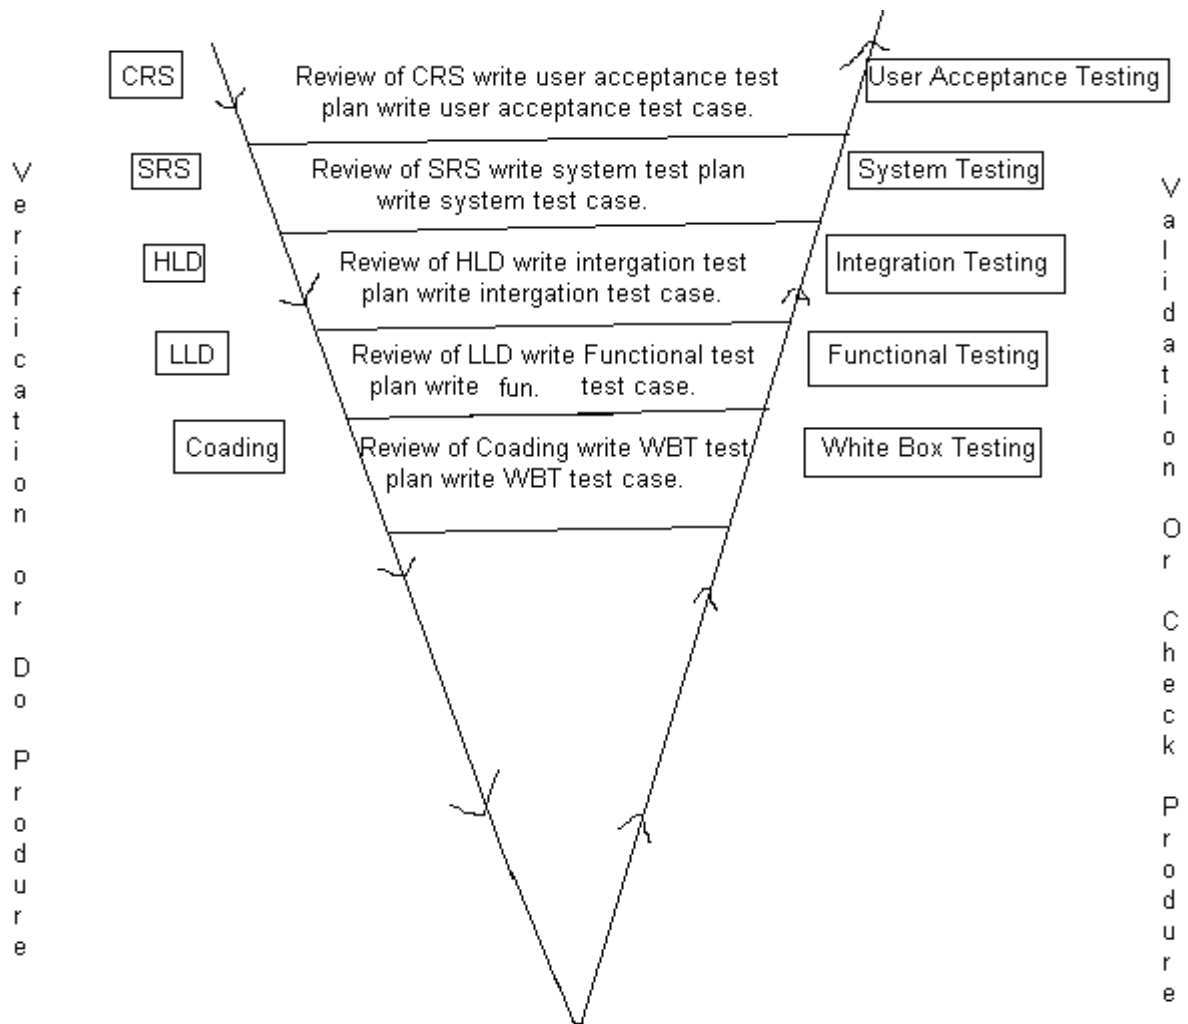 CRS
Review of CRS write user acceptance test
plan write user acceptance test case.
User Acceptance Testing
SRS
Review of SRS write system test plan
write system test case.
System Testing
HLD
Review of HLD write intergation test
plan write intergation test case.
Integration Testing
LLD
Review of LLD write Functional test
plan write fun. test case.
Functional Testing
Coading
Review of Coading write WBT test
plan write WBT test case.
White Box Testing
Verification or Do Produre
Validation Or Check Produre